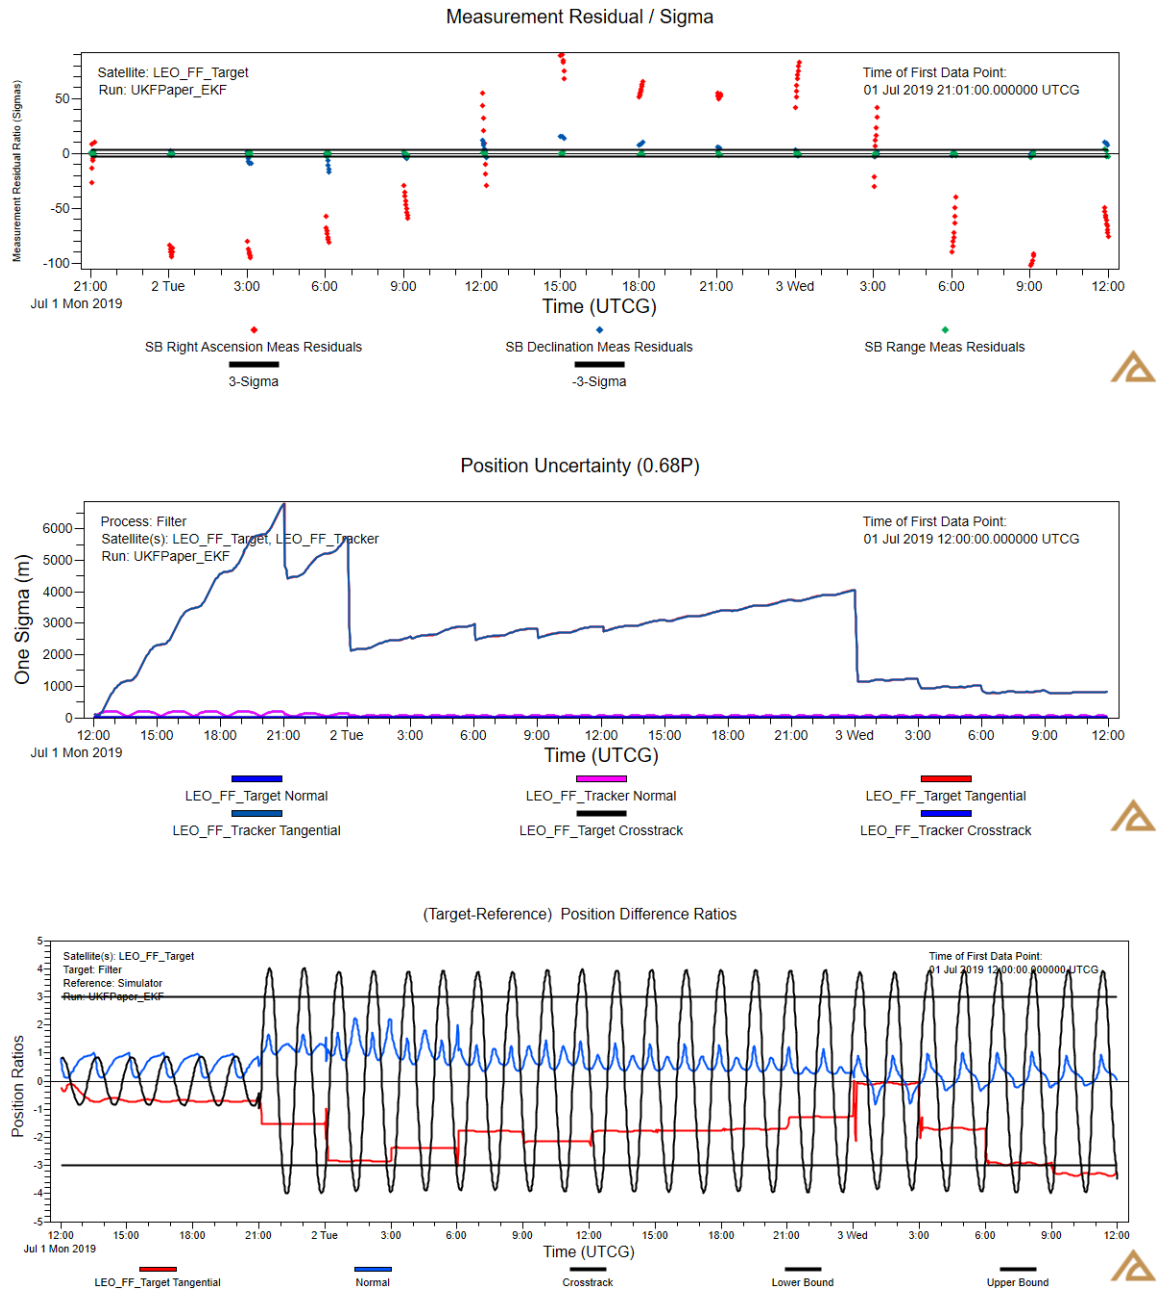 Measurement Residual / Sigma
Satellite: LEO_FF_Target
Run: UKFPaper_EKF
Time of First Data Point:
01 Jul 2019 21:01:00.000000 UTCG
Measurement Residual Ratio (Sigmas)
50
0
-50
-100
21:00 2 Tue 3:00 6:00 9:00 12:00 15:00 18:00 21:00 3 Wed 3:00 6:00 9:00 12:00
Jul 1 Mon 2019
Time (UTCG)
SB Right Ascension Meas Residuals SB Declination Meas Residuals SB Range Meas Residuals
3-Sigma -3-Sigma
Position Uncertainty (0.68P)
Process: Filter
Satellite(s): LEO_FF_Target, LEO_FF_Tracker
Run: UKFPaper_EKF
Time of First Data Point:
01 Jul 2019 12:00:00.000000 UTCG
One Sigma (m)
6000
5000
4000
3000
2000
1000
0
12:00 15:00 18:00 21:00 2 Tue 3:00 6:00 9:00 12:00 15:00 18:00 21:00 3 Wed 3:00 6:00 9:00 12:00
Jul 1 Mon 2019
Time (UTCG)
LEO_FF_Target Normal LEO_FF_Tracker Normal LEO_FF_Target Tangential
LEO_FF_Tracker Tangential LEO_FF_Target Crosstrack LEO_FF_Tracker Crosstrack
(Target-Reference) Position Difference Ratios
Satellite(s): LEO_FF_Target
Target: Filter
Reference: Simulator
Run: UKFPaper_EKF
Time of First Data Point:
01 Jul 2019 12:00:00.000000 UTCG
Position Ratios
5
4
3
2
1
0
-1
-2
-3
-4
-5
12:00 15:00 18:00 21:00 2 Tue 3:00 6:00 9:00 12:00 15:00 18:00 21:00 3 Wed 3:00 6:00 9:00 12:00
Jul 1 Mon 2019
Time (UTCG)
LEO_FF_Target Tangential Normal Crosstrack Lower Bound Upper Bound